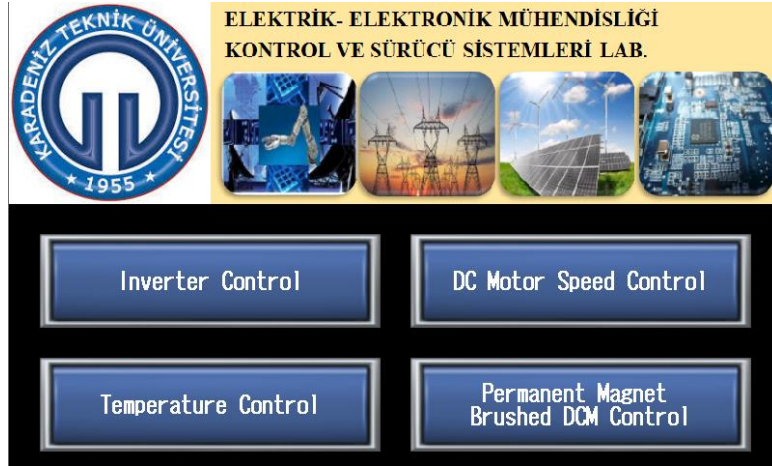 KARADENİZ TEKNİK ÜNİVERSİTESİ
★ 1955 ★
ELEKTRİK- ELEKTRONİK MÜHENDİSLİĞİ
KONTROL VE SÜRÜCÜ SİSTEMLERİ LAB.
Inverter Control
DC Motor Speed Control
Temperature Control
Permanent Magnet
Brushed DCM Control